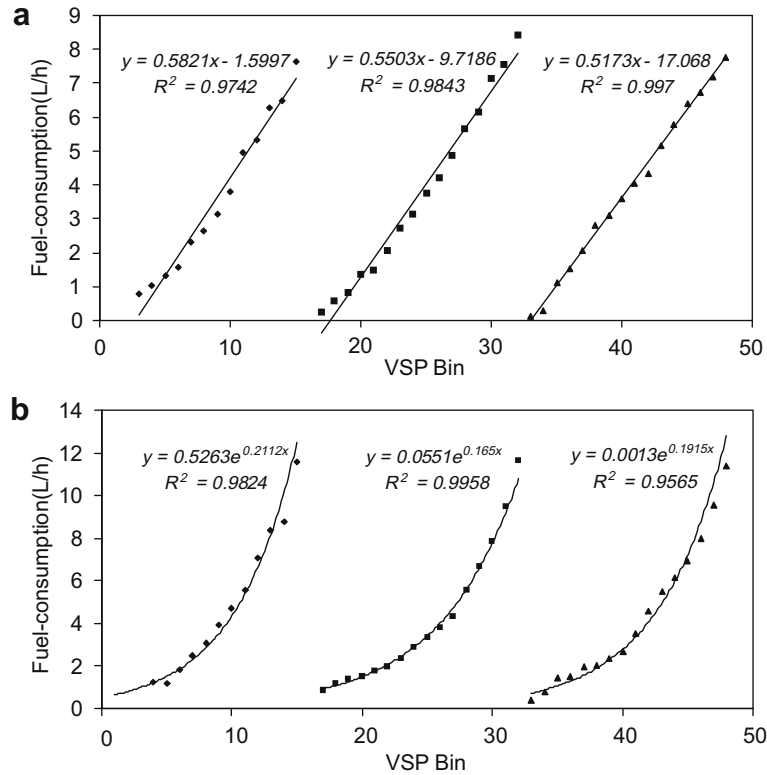 a
y = 0.5821x - 1.5997
R² = 0.9742
y = 0.5503x - 9.7186
R² = 0.9843
y = 0.5173x - 17.068
R² = 0.997
Fuel-consumption(L/h)
9
8
7
6
5
4
3
2
1
0
0 10 20 30 40 50
VSP Bin
b
y = 0.5263e^0.2112x
R² = 0.9824
y = 0.0551e^0.165x
R² = 0.9958
y = 0.0013e^0.1915x
R² = 0.9565
Fuel-consumption(L/h)
14
12
10
8
6
4
2
0
0 10 20 30 40 50
VSP Bin